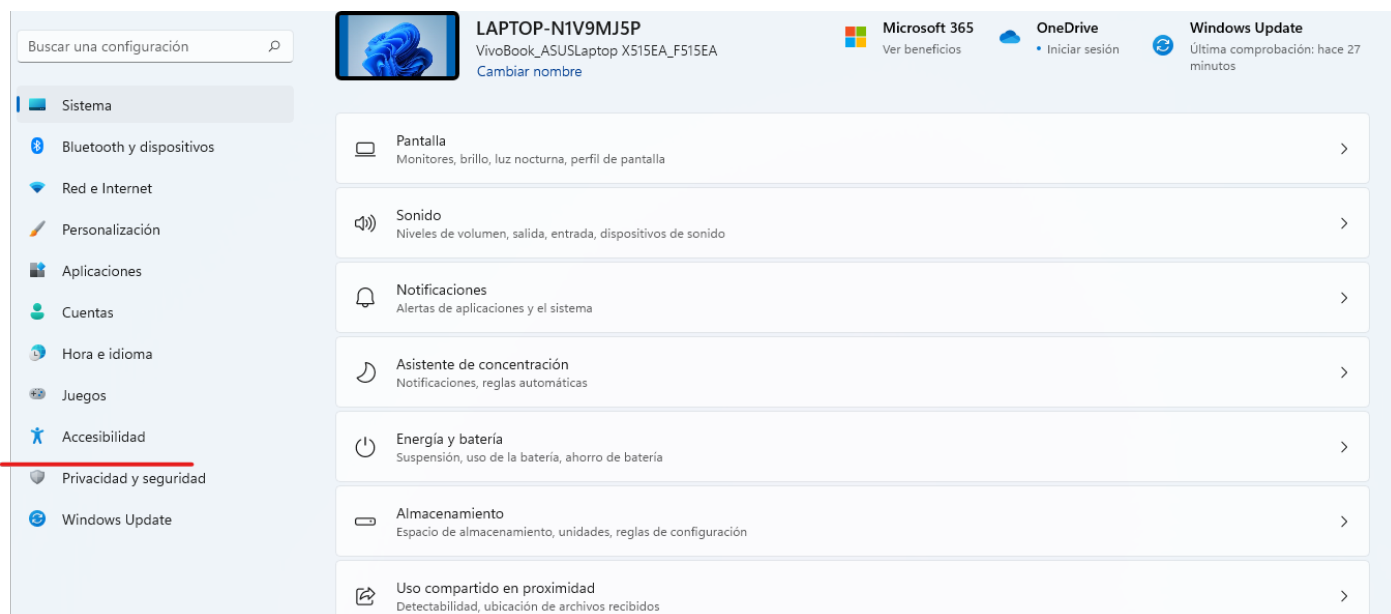 Buscar una configuración
Sistema
Bluetooth y dispositivos
Red e Internet
Personalización
Aplicaciones
Cuentas
Hora e idioma
Juegos
Accesibilidad
Privacidad y seguridad
Windows Update
LAPTOP-N1V9MJ5P
VivoBook_ASUSLaptop X515EA_F515EA
Cambiar nombre
Microsoft 365
Ver beneficios
OneDrive
• Iniciar sesión
Windows Update
Última comprobación: hace 27
minutos
Pantalla
Monitores, brillo, luz nocturna, perfil de pantalla
Sonido
Niveles de volumen, salida, entrada, dispositivos de sonido
Notificaciones
Alertas de aplicaciones y el sistema
Asistente de concentración
Notificaciones, reglas automáticas
Energía y batería
Suspensión, uso de la batería, ahorro de batería
Almacenamiento
Espacio de almacenamiento, unidades, reglas de configuración
Uso compartido en proximidad
Detectabilidad, ubicación de archivos recibidos